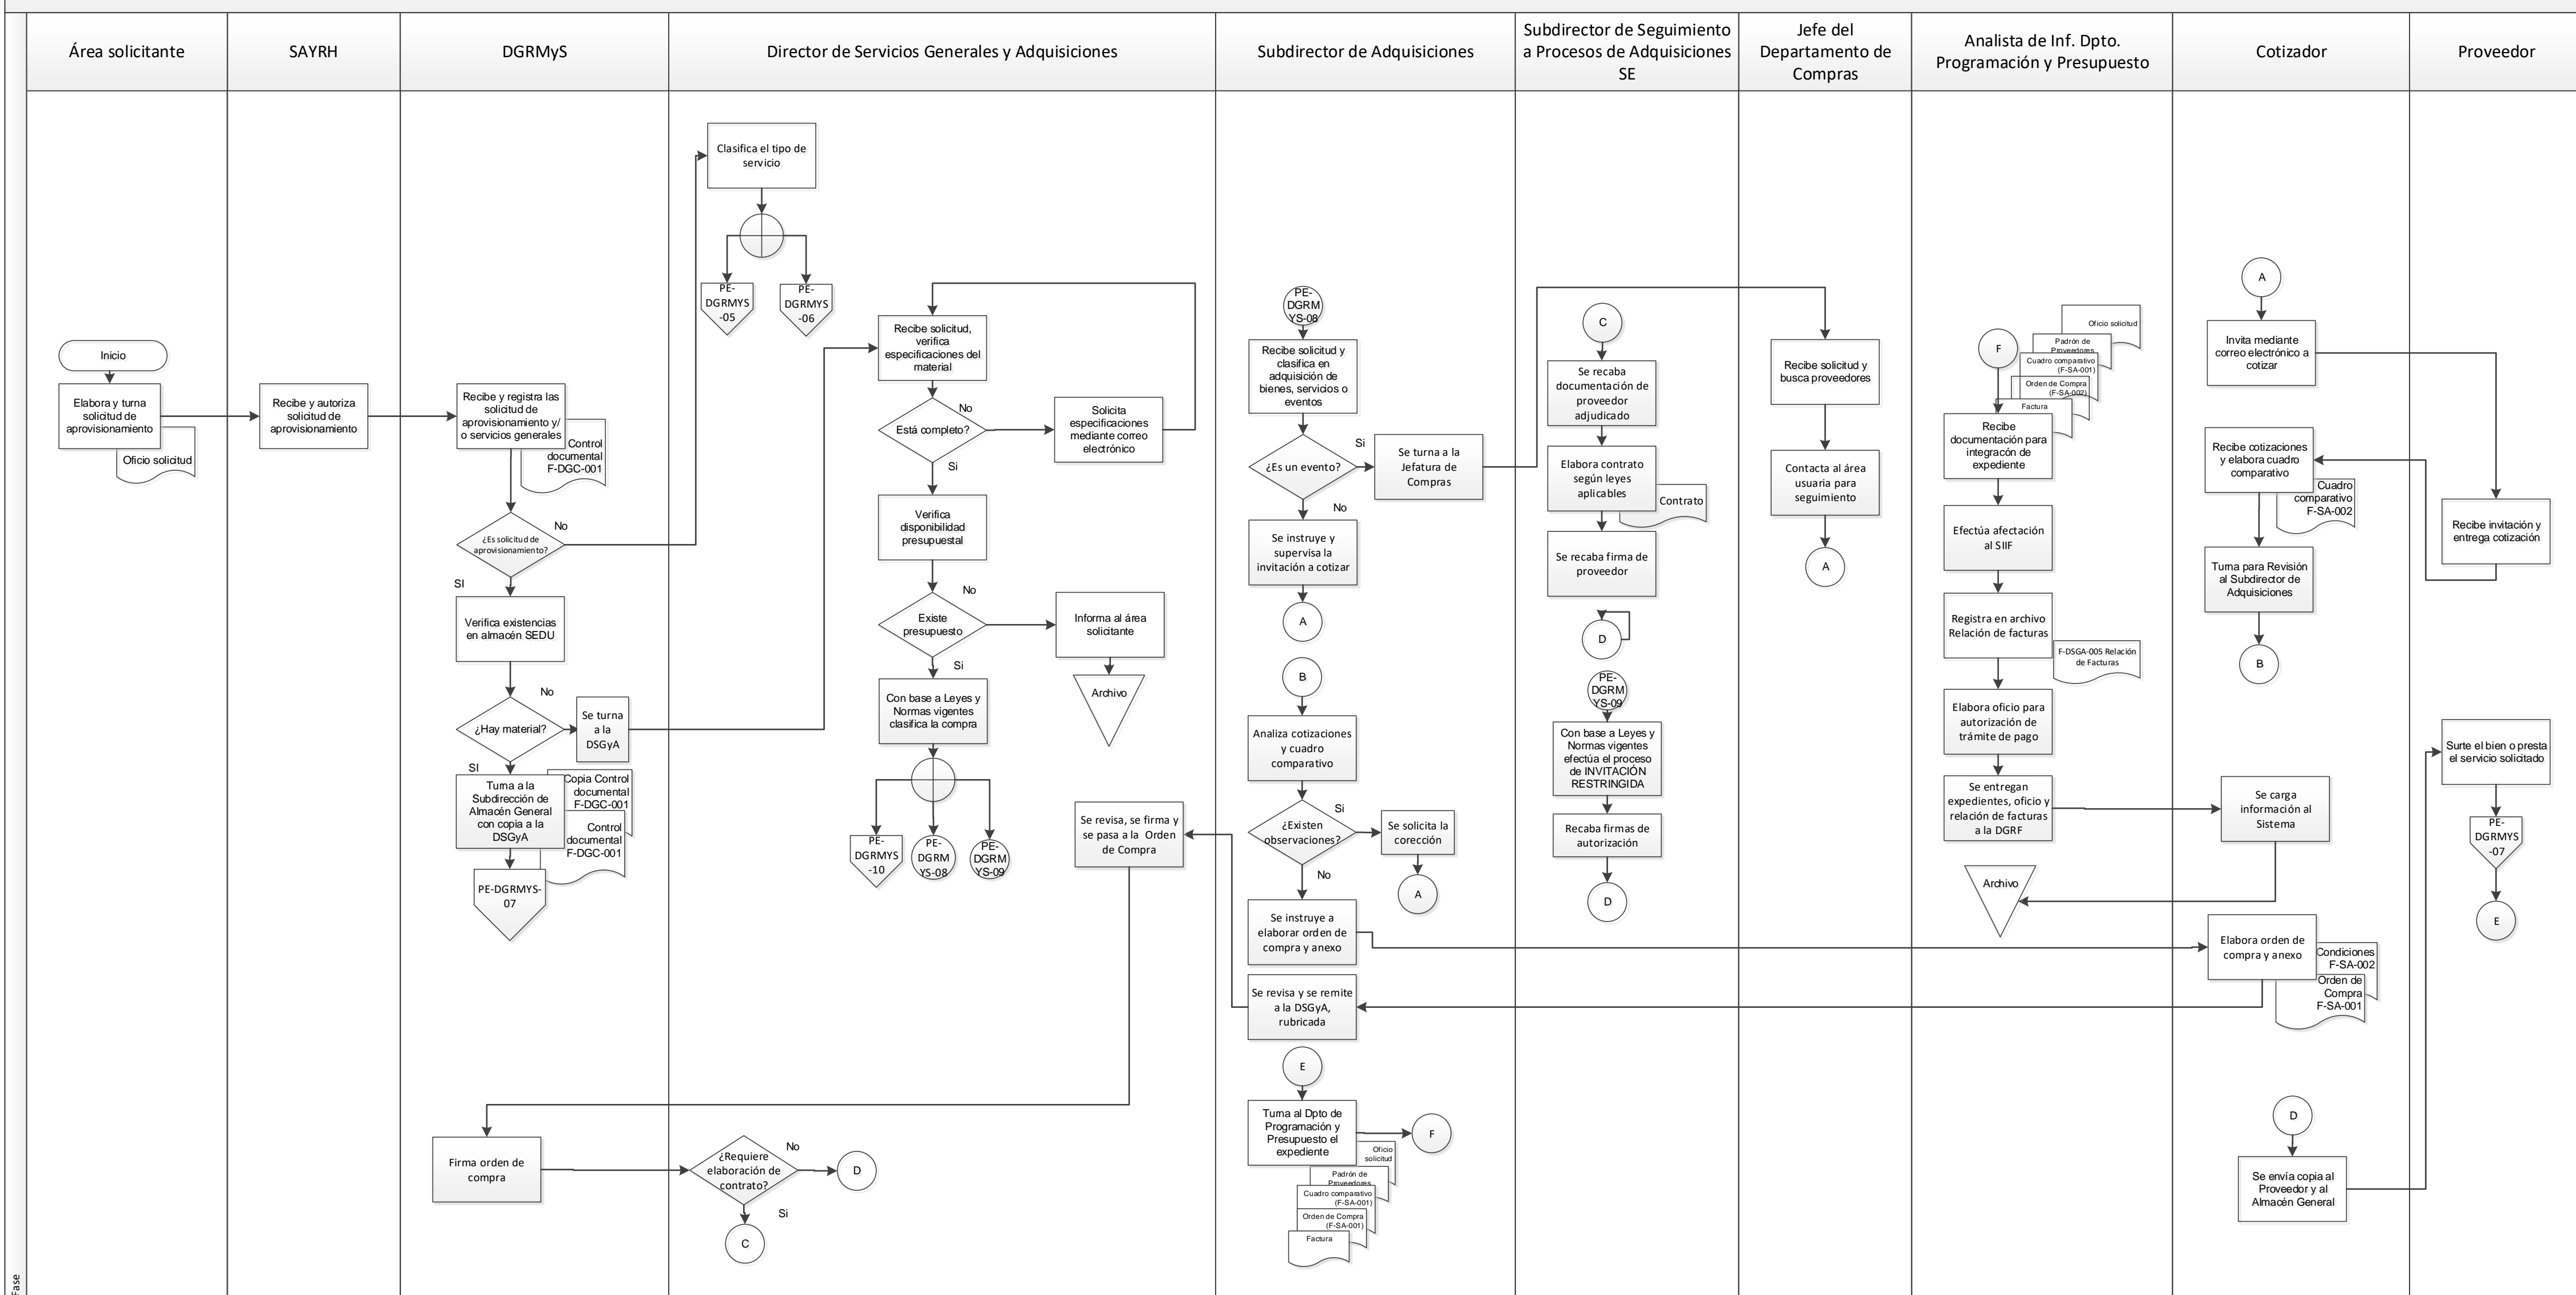 Área solicitante
SAYRH
DGRMyS
Director de Servicios Generales y Adquisiciones
Subdirector de Adquisiciones
Subdirector de Seguimiento
a Procesos de Adquisiciones
SE
Jefe del
Departamento de
Compras
Analista de Inf. Dpto.
Programación y Presupuesto
Cotizador
Proveedor
Fase
Inicio
Elabora y turna
solicitud de
aprovisionamiento
Oficio solicitud
Recibe y autoriza
solicitud de
aprovisionamiento
Recibe y registra las
solicitud de
aprovisionamiento y/
o servicios generales
Control
documental
F-DGC-001
¿Es solicitud de
aprovisionamiento?
No
SI
Verifica existencias
en almacén SEDU
No
¿Hay material?
Se turna
a la
DSGyA
SI
Turna a la
Subdirección de
Almacén General
con copia a la
DSGyA
Copia Control
documental
F-DGC-001
Control
documental
F-DGC-001
PE-DGRMYS-
07
Firma orden de
compra
Clasifica el tipo de
servicio
PE-
DGRMYS
-05
PE-
DGRMYS
-06
Recibe solicitud,
verifica
especificaciones del
material
No
Está completo?
Solicita
especificaciones
mediante correo
electrónico
Si
Verifica
disponibilidad
presupuestal
No
Existe
presupuesto
Informa al área
solicitante
Archivo
Si
Con base a Leyes y
Normas vigentes
clasifica la compra
PE-
DGRMYS
-10
PE-
DGRM
YS-08
PE-
DGRM
YS-09
Se revisa, se firma y
se pasa a la Orden
de Compra
¿Requiere
elaboración de
contrato?
No
D
Si
C
PE-
DGRM
YS-08
Recibe solicitud y
clasifica en
adquisición de
bienes, servicios o
eventos
¿Es un evento?
Si
Se turna a la
Jefatura de
Compras
No
Se instruye y
supervisa la
invitación a cotizar
A
B
Analiza cotizaciones
y cuadro
comparativo
Si
¿Existen
observaciones?
Se solicita la
corección
A
No
Se instruye a
elaborar orden de
compra y anexo
Se revisa y se remite
a la DSGyA,
rubricada
E
Turna al Dpto de
Programación y
Presupuesto el
expediente
F
Oficio
solicitud
Padrón de
Proveedores
Cuadro comparativo
(F-SA-001)
Orden de Compra
(F-SA-001)
Factura
C
Se recaba
documentación de
proveedor
adjudicado
Elabora contrato
según leyes
aplicables
Contrato
Se recaba firma de
proveedor
D
PE-
DGRM
YS-09
Con base a Leyes y
Normas vigentes
efectúa el proceso
de INVITACIÓN
RESTRINGIDA
Recaba firmas de
autorización
D
Recibe solicitud y
busca proveedores
Contacta al área
usuaria para
seguimiento
A
F
Oficio solicitud
Padrón de
Proveedores
Cuadro comparativo
(F-SA-001)
Orden de Compra
(F-SA-002)
Factura
Recibe
documentación para
integracón de
expediente
Efectúa afectación
al SIIF
Registra en archivo
Relación de facturas
F-DSGA-005 Relación
de Facturas
Elabora oficio para
autorización de
trámite de pago
Se entregan
expedientes, oficio y
relación de facturas
a la DGRF
Archivo
A
Invita mediante
correo electrónico a
cotizar
Recibe cotizaciones
y elabora cuadro
comparativo
Cuadro
comparativo
F-SA-002
Turna para Revisión
al Subdirector de
Adquisiciones
B
Se carga
información al
Sistema
Elabora orden de
compra y anexo
Condiciones
F-SA-002
Orden de
Compra
F-SA-001
D
Se envía copia al
Proveedor y al
Almacén General
Recibe invitación y
entrega cotización
Surte el bien o presta
el servicio solicitado
PE-
DGRMYS
-07
E